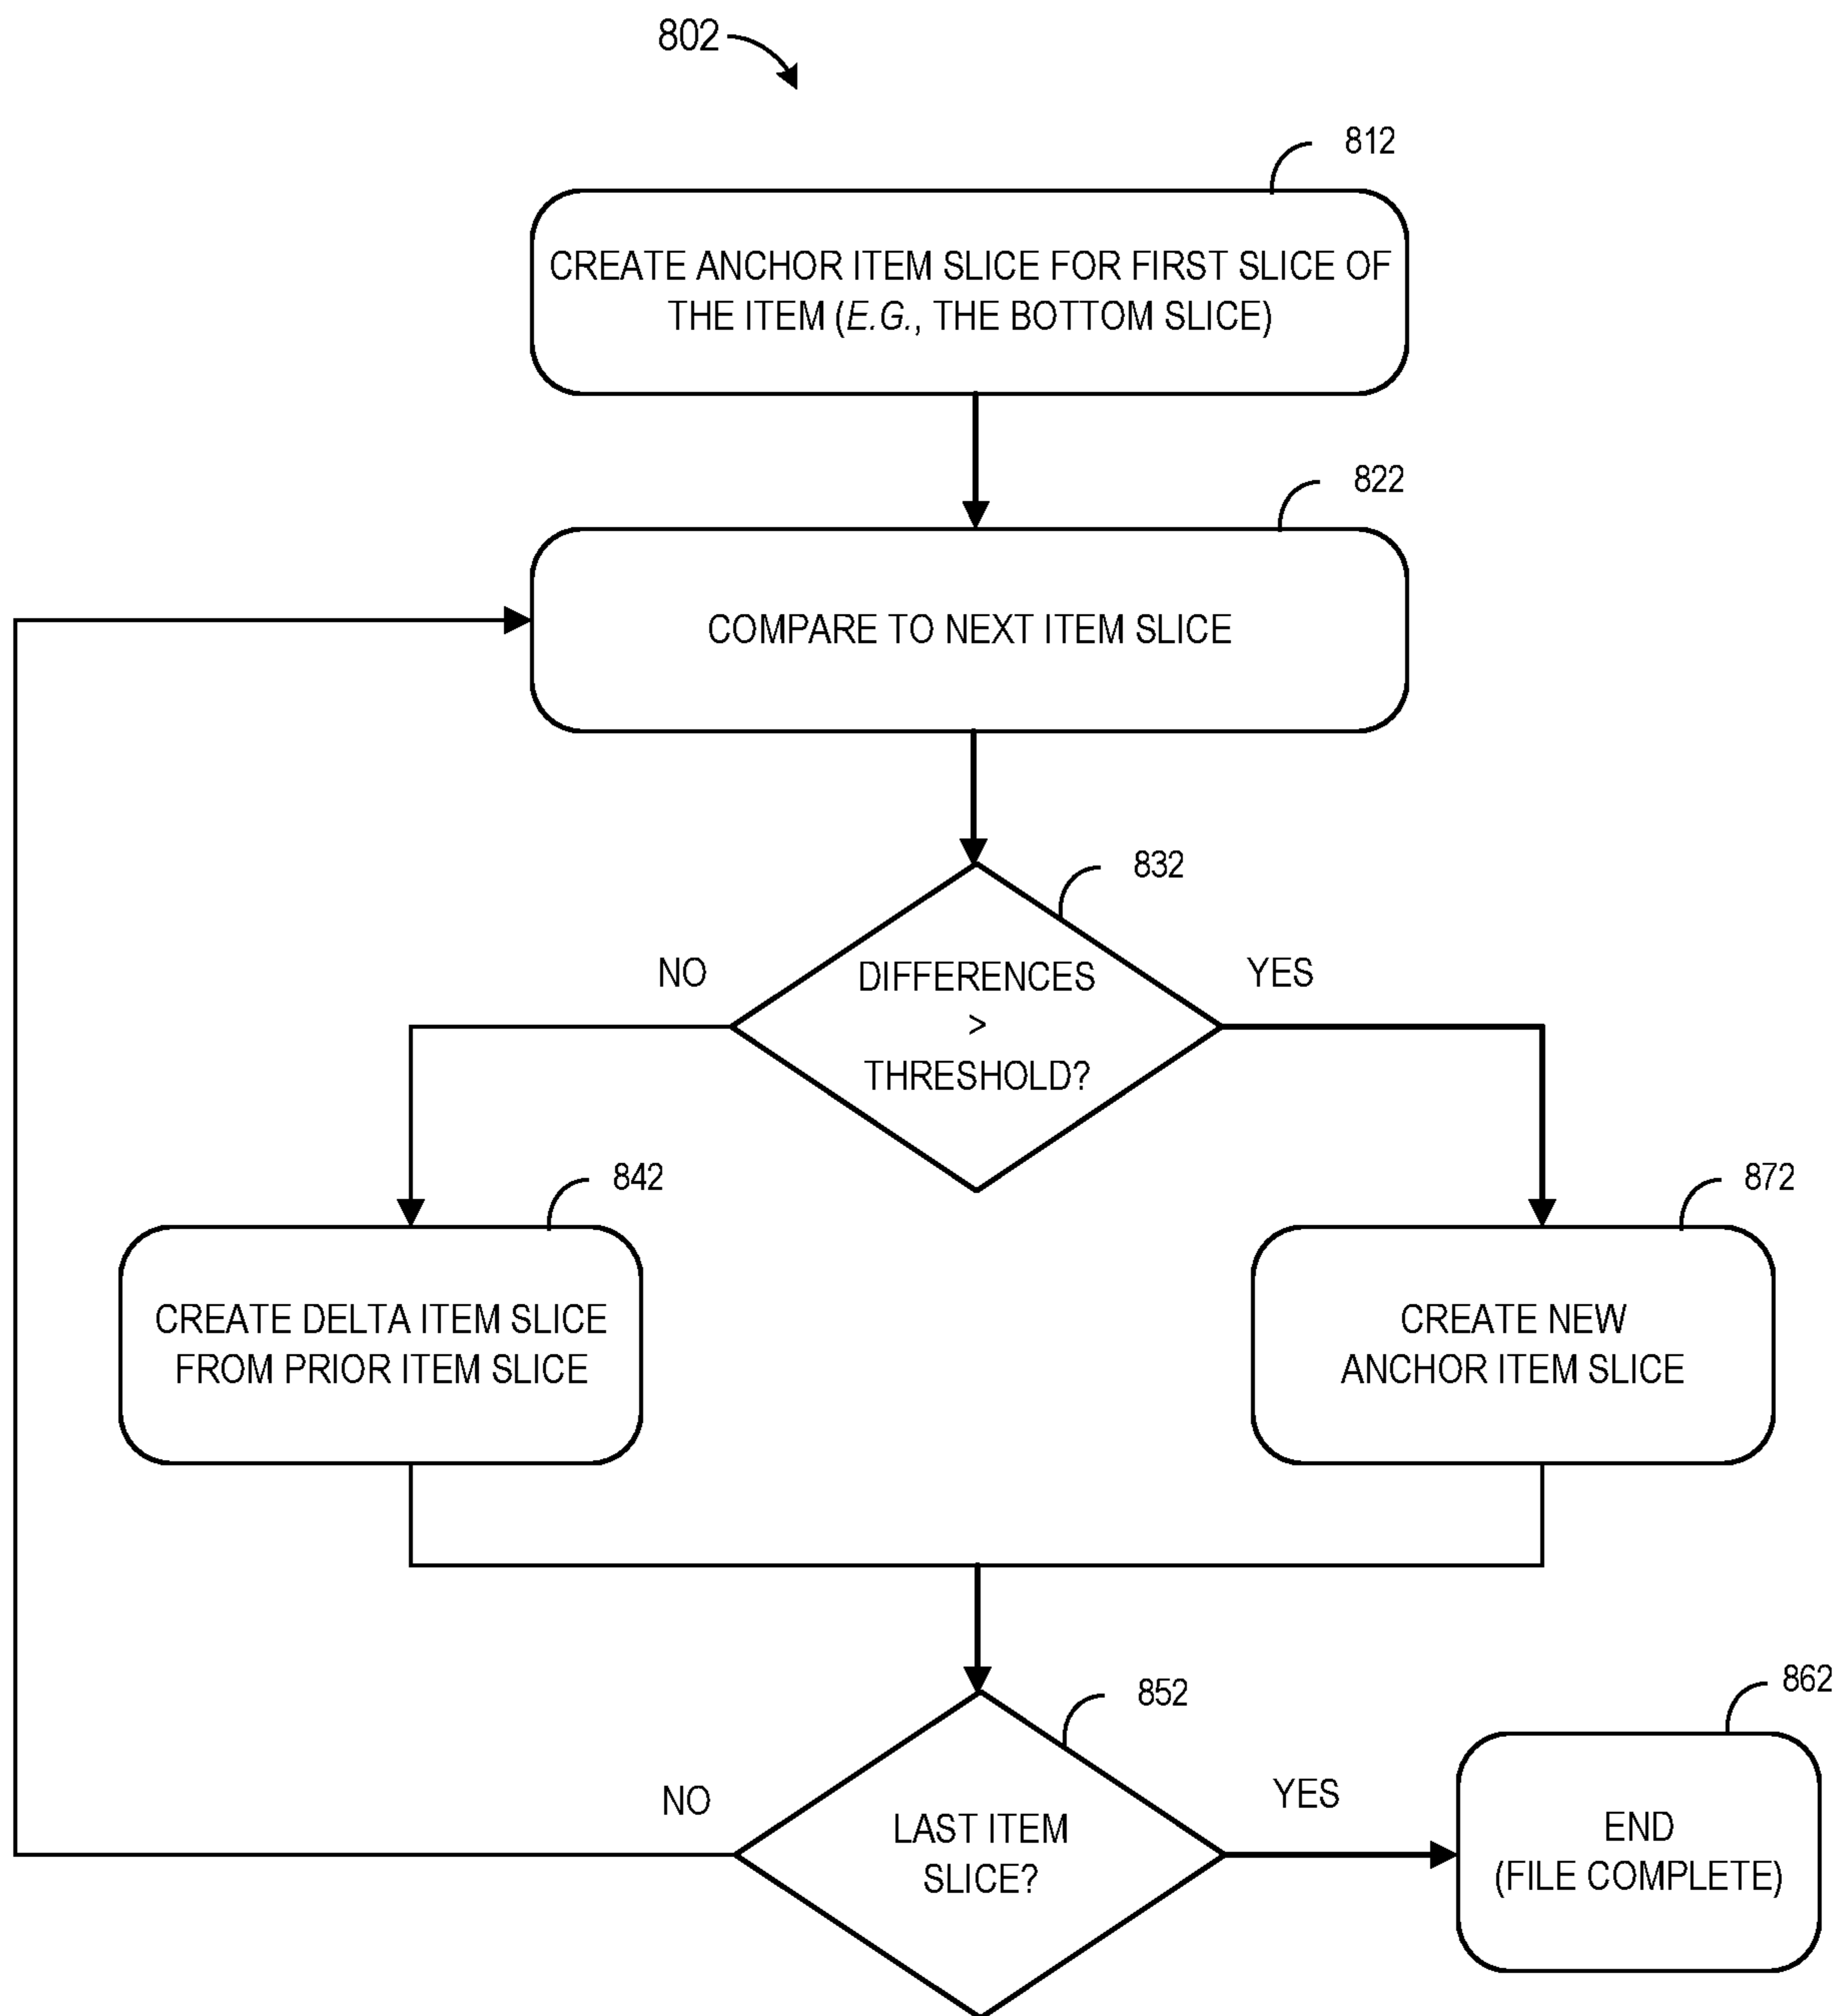 802
812
CREATE ANCHOR ITEM SLICE FOR FIRST SLICE OF
THE ITEM (E.G., THE BOTTOM SLICE)
822
COMPARE TO NEXT ITEM SLICE
832
NO
DIFFERENCES
>
THRESHOLD?
YES
842
CREATE DELTA ITEM SLICE
FROM PRIOR ITEM SLICE
872
CREATE NEW
ANCHOR ITEM SLICE
852
NO
LAST ITEM
SLICE?
YES
862
END
(FILE COMPLETE)